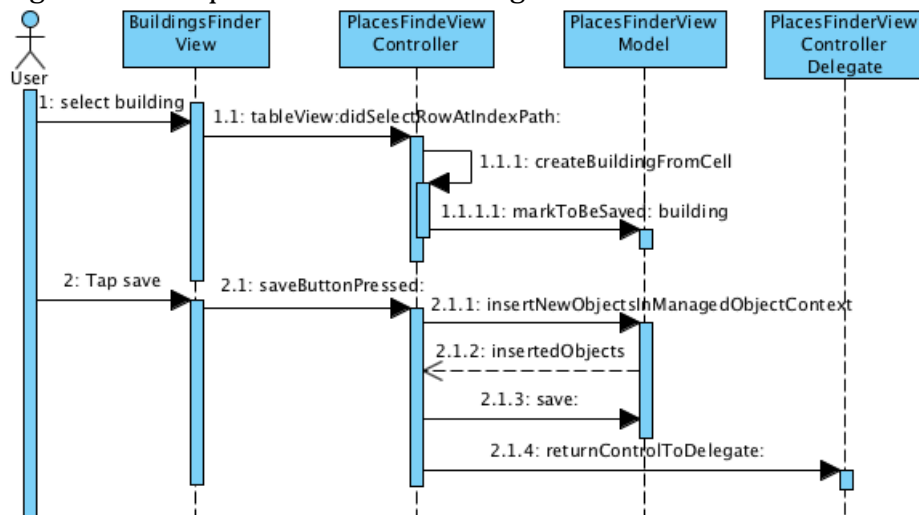 BuildingsFinder
View
PlacesFindeView
Controller
PlacesFinderView
Model
PlacesFinderView
Controller
Delegate
User
1: select building
1.1: tableView:didSelectRowAtIndexPath:
1.1.1: createBuildingFromCell
1.1.1.1: markToBeSaved: building
2: Tap save
2.1: saveButtonPressed:
2.1.1: insertNewObjectsInManagedObjectContext
2.1.2: insertedObjects
2.1.3: save:
2.1.4: returnControlToDelegate: